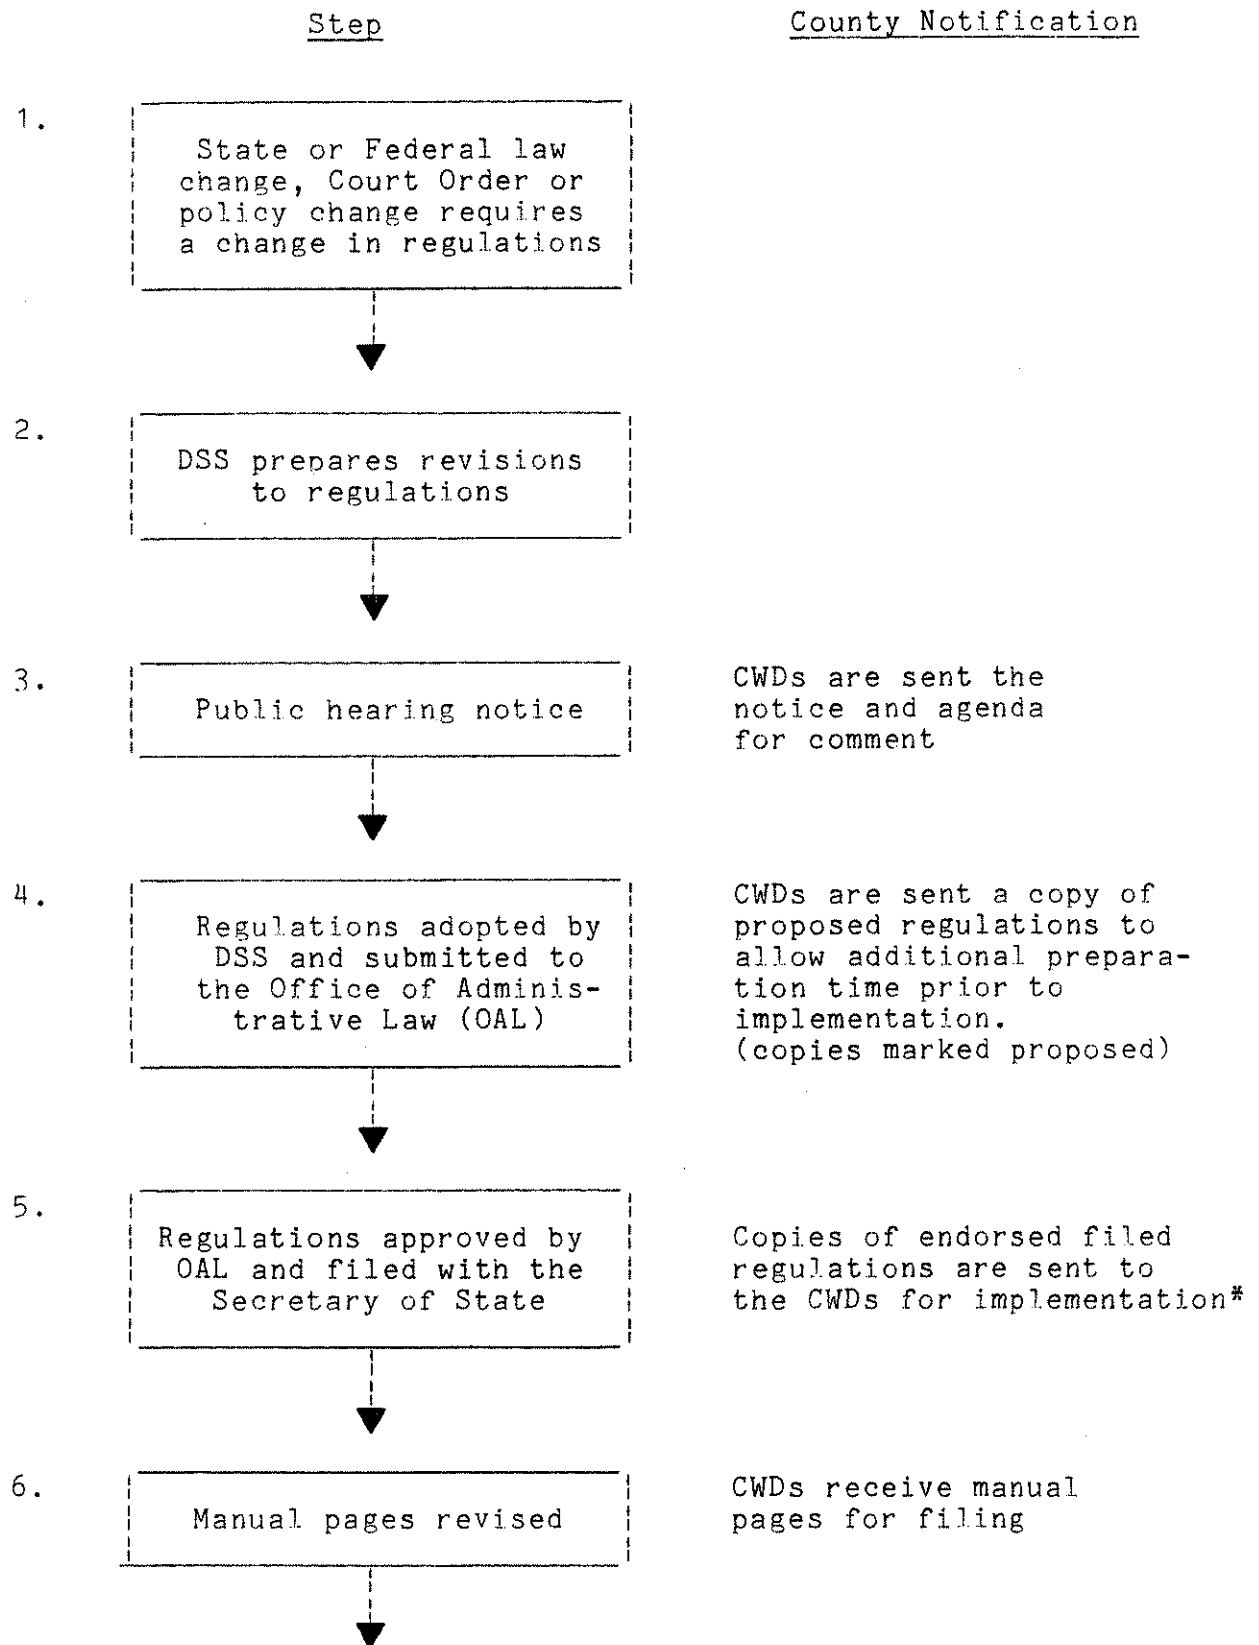 Step
County Notification
1.
State or Federal law
change, Court Order or
policy change requires
a change in regulations
2.
DSS prepares revisions
to regulations
3.
Public hearing notice
CWDs are sent the
notice and agenda
for comment
4.
Regulations adopted by
DSS and submitted to
the Office of Adminis-
trative Law (OAL)
CWDs are sent a copy of
proposed regulations to
allow additional prepara-
tion time prior to
implementation.
(copies marked proposed)
5.
Regulations approved by
OAL and filed with the
Secretary of State
Copies of endorsed filed
regulations are sent to
the CWDs for implementation*
6.
Manual pages revised
CWDs receive manual
pages for filing